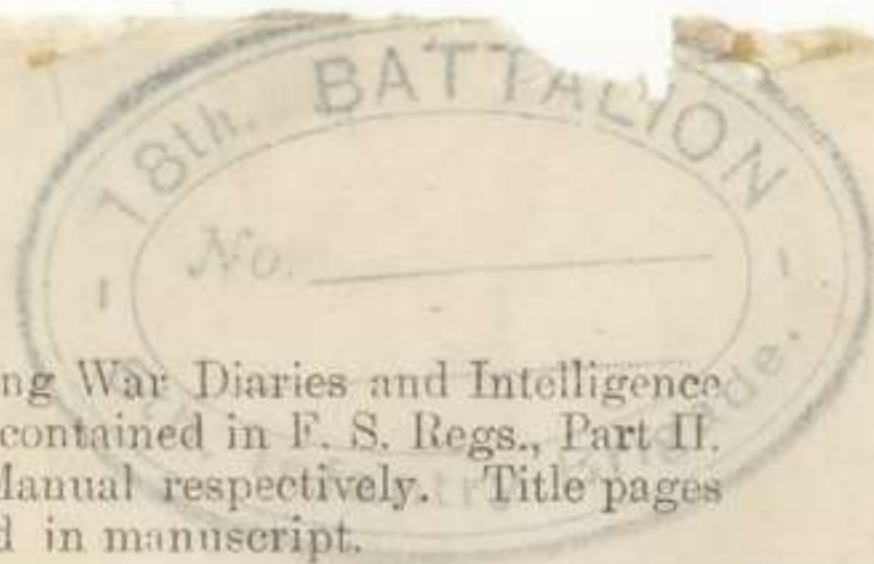 - 18th. BATTALION -
No.
ng War Diaries and Intelligence
contained in F. S. Regs., Part II.
Manual respectively. Title pages
d in manuscript.